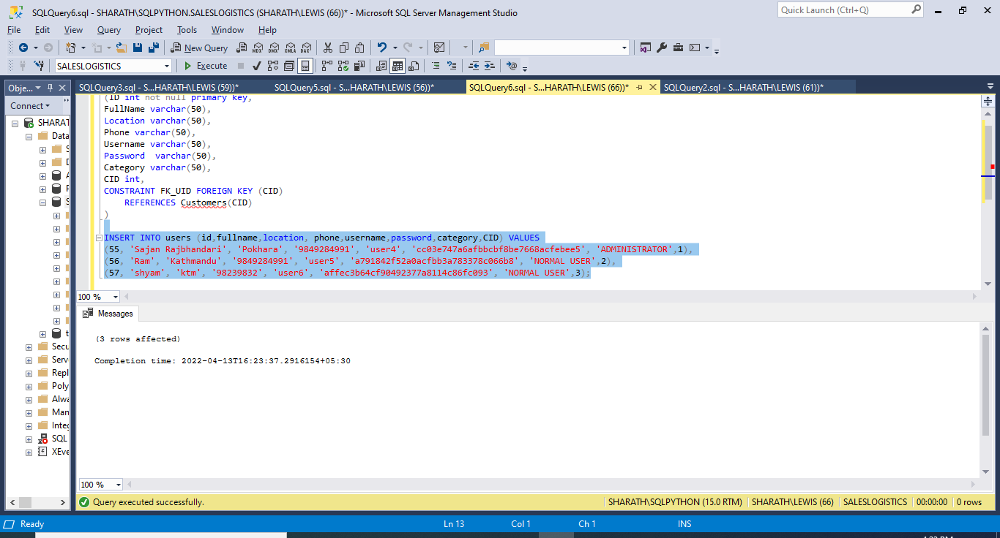 SQLQuery6.sql - SHARATH\SQLPYTHON.SALESLOGISTICS (SHARATH\LEWIS (66))* - Microsoft SQL Server Management Studio
Quick Launch (Ctrl+Q)
File Edit View Query Project Tools Window Help
New Query MDX DMX XMLA DAX
SALESLOGISTICS Execute
Obje...
SQLQuery3.sql - S...HARATH\LEWIS (59))* SQLQuery5.sql - S...HARATH\LEWIS (56))* SQLQuery6.sql - S...HARATH\LEWIS (66))* SQLQuery2.sql - S...HARATH\LEWIS (61))*
Connect
SHARAT
Data
S
D
A
S
t
Secu
Serv
Repl
Poly
Alwa
Man
Integ
SQL
XEve
(ID int not null primary key,
FullName varchar(50),
Location varchar(50),
Phone varchar(50),
Username varchar(50),
Password  varchar(50),
Category varchar(50),
CID int,
CONSTRAINT FK_UID FOREIGN KEY (CID)
REFERENCES Customers(CID)
)
INSERT INTO users (id,fullname,location, phone,username,password,category,CID) VALUES
(55, 'Sajan Rajbhandari', 'Pokhara', '9849284991', 'user4', 'cc03e747a6afbbcbf8be7668acfebee5', 'ADMINISTRATOR',1),
(56, 'Ram', 'Kathmandu', '9849284991', 'user5', 'a791842f52a0acfbb3a783378c066b8', 'NORMAL USER',2),
(57, 'shyam', 'ktm', '98239832', 'user6', 'affec3b64cf90492377a8114c86fc093', 'NORMAL USER',3);
100 %
Messages
(3 rows affected)
Completion time: 2022-04-13T16:23:37.2916154+05:30
100 %
Query executed successfully. SHARATH\SQLPYTHON (15.0 RTM) SHARATH\LEWIS (66) SALESLOGISTICS 00:00:00 0 rows
Ready Ln 13 Col 1 Ch 1 INS